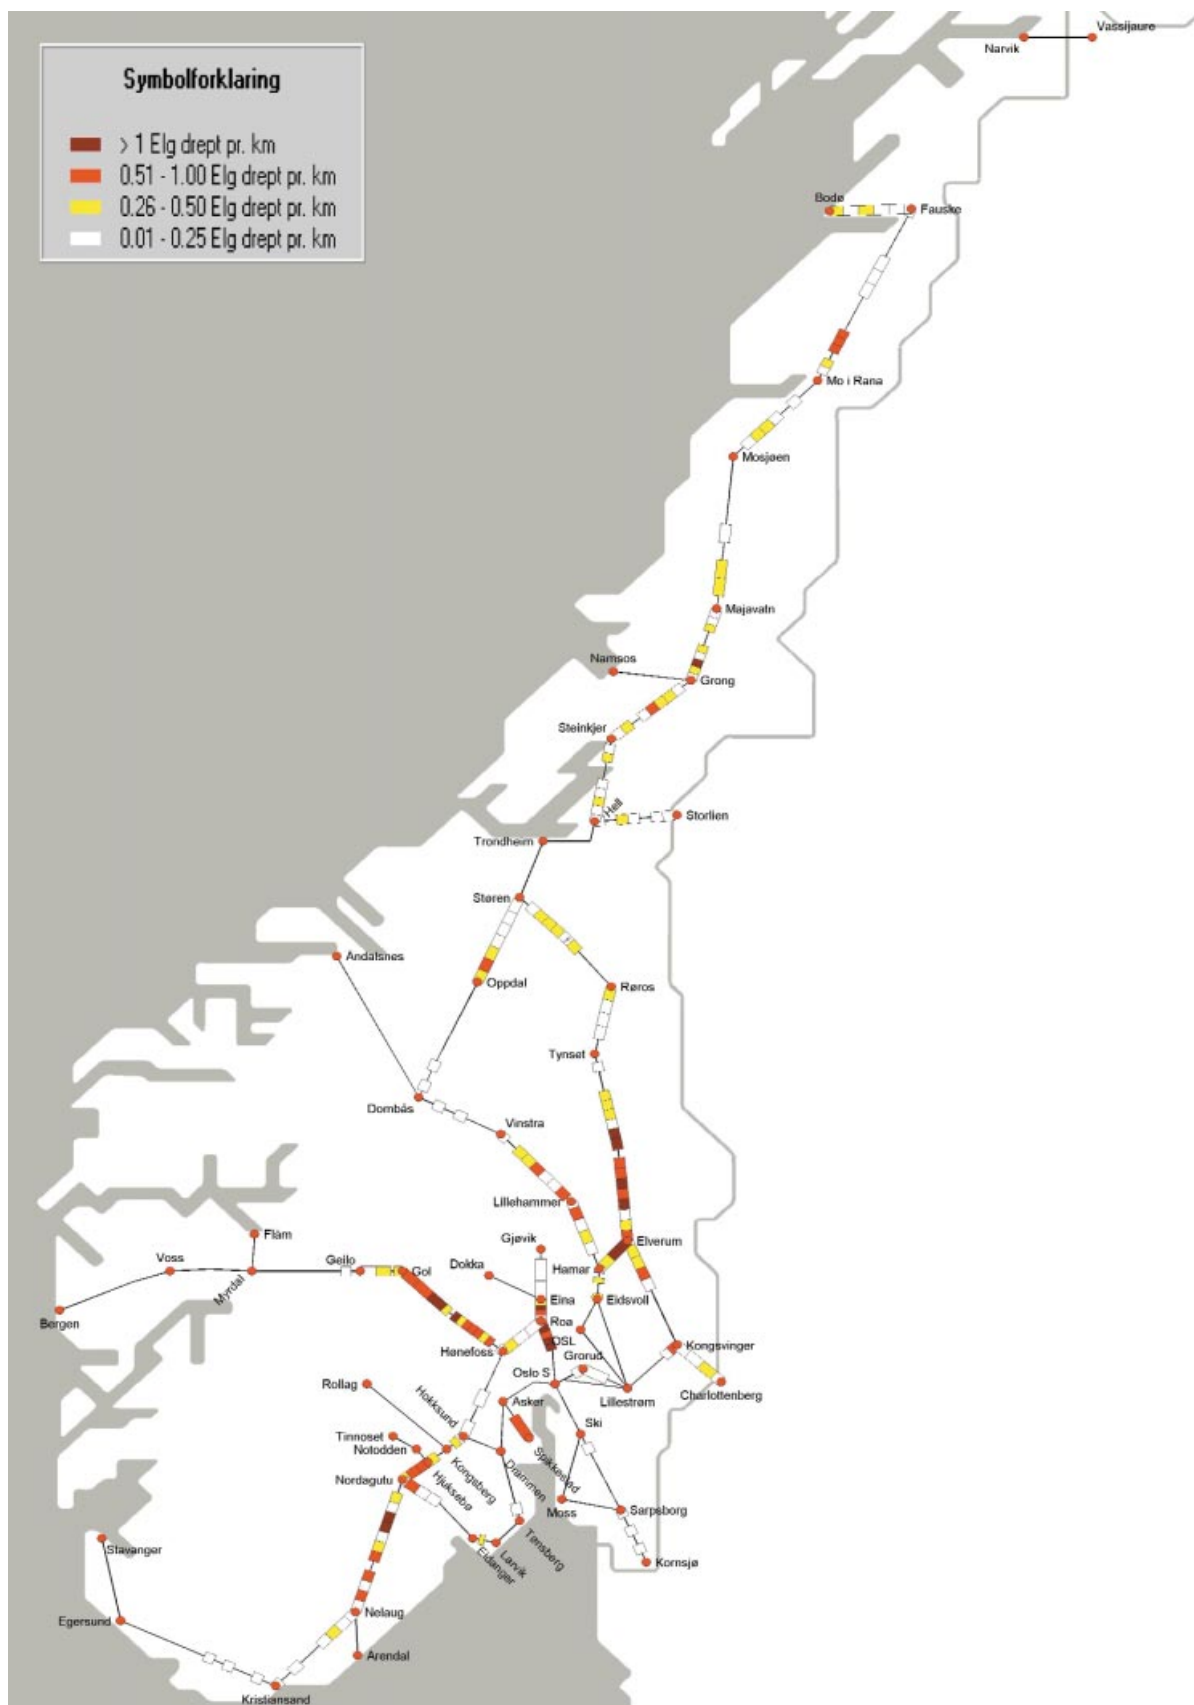 Symbolforklaring
> 1 Elg drept pr. km
0.51 - 1.00 Elg drept pr. km
0.26 - 0.50 Elg drept pr. km
0.01 - 0.25 Elg drept pr. km
Vassijaure
Narvik
Bodø
Fauske
Mo i Rana
Mosjøen
Majavatn
Namsos
Grong
Steinkjer
Hell
Storlien
Trondheim
Støren
Åndalsnes
Oppdal
Røros
Tynset
Dombås
Vinstra
Lillehammer
Flåm
Gjøvik
Elverum
Voss
Geilo
Gol
Dokka
Hamar
Myrdal
Eina
Eidsvoll
Bergen
Roa
Hønefoss
OSL
Kongsvinger
Grorud
Oslo S
Rollag
Hokksund
Asker
Lillestrøm
Charlottenberg
Ski
Tinnoset
Notodden
Kongsberg
Spikkestad
Nordagutu
Hjuksebø
Drammen
Moss
Sarpsborg
Stavanger
Eidanger
Larvik
Tønsberg
Kornsjø
Egersund
Nelaug
Arendal
Kristiansand